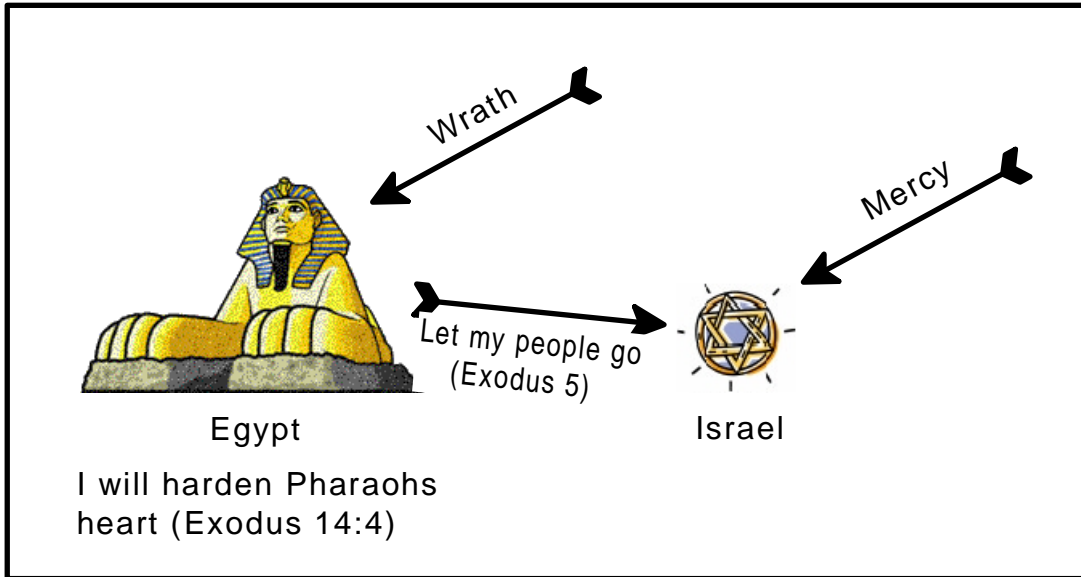 Wrath
Mercy
Let my people go
(Exodus 5)
Egypt
Israel
I will harden Pharaohs
heart (Exodus 14:4)